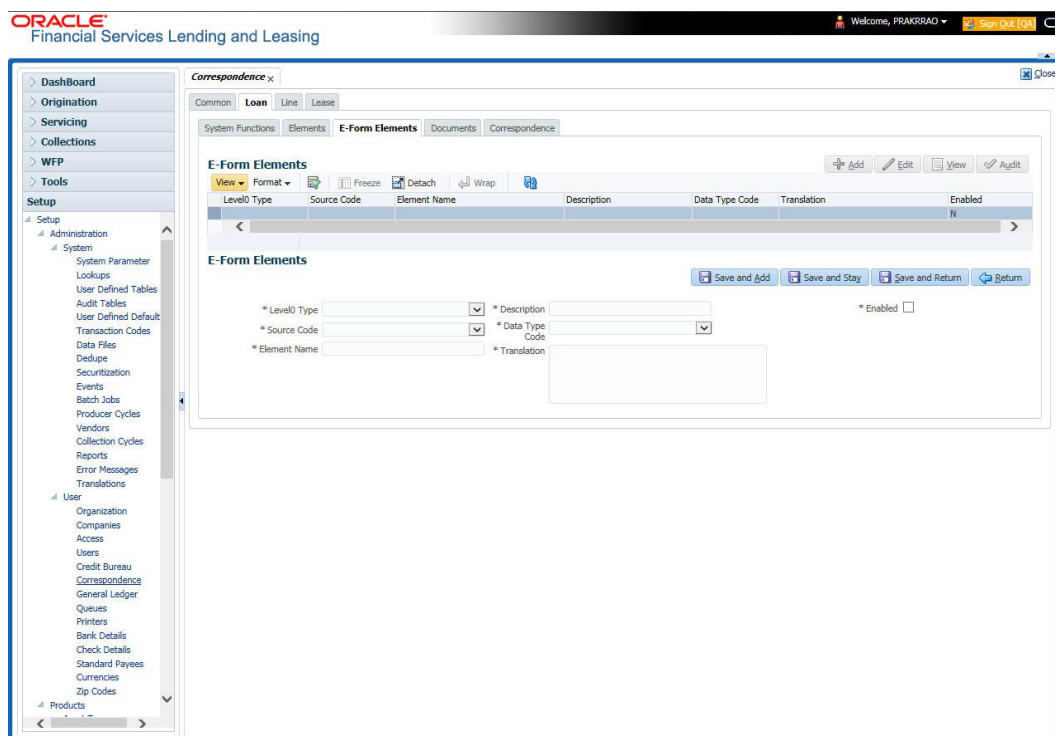 ORACLE
Financial Services Lending and Leasing
Welcome, PRAKRRAO
Sign Out [QA]
DashBoard
Origination
Servicing
Collections
WFP
Tools
Setup
Setup
Administration
System
System Parameter
Lookups
User Defined Tables
Audit Tables
User Defined Default
Transaction Codes
Data Files
Dedupe
Securitization
Events
Batch Jobs
Producer Cycles
Vendors
Collection Cycles
Reports
Error Messages
Translations
User
Organization
Companies
Access
Users
Credit Bureau
Correspondence
General Ledger
Queues
Printers
Bank Details
Check Details
Standard Payees
Currencies
Zip Codes
Products
Correspondence x
Close
Common Loan Line Lease
System Functions Elements E-Form Elements Documents Correspondence
E-Form Elements
Add Edit View Audit
View Format Freeze Detach Wrap
Level0 Type Source Code Element Name Description Data Type Code Translation Enabled
N
E-Form Elements
Save and Add Save and Stay Save and Return Return
* Level0 Type
* Source Code
* Element Name
* Description
* Data Type Code
* Translation
* Enabled